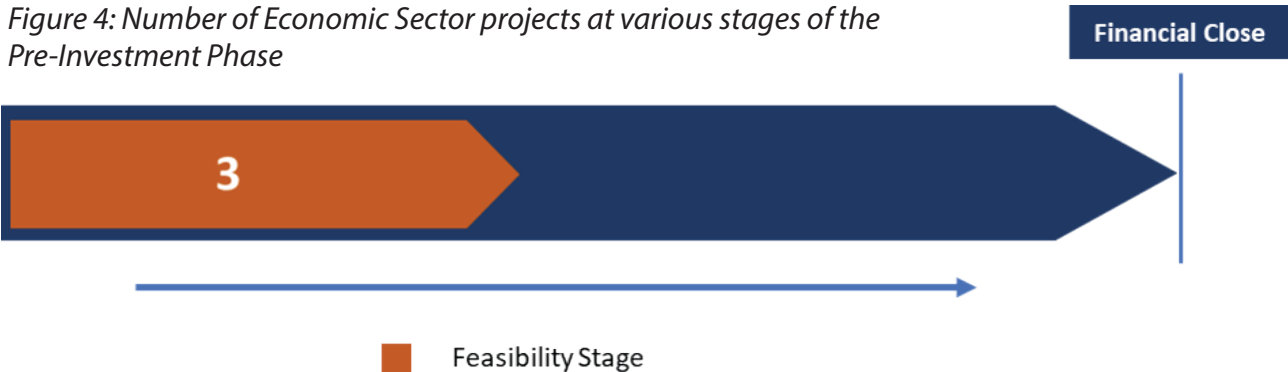 Figure 4: Number of Economic Sector projects at various stages of the
Pre-Investment Phase
Financial Close
3
Feasibility Stage